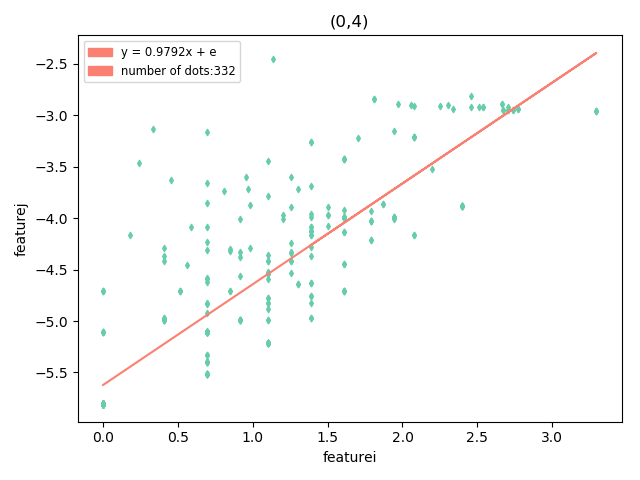 (0,4)
y = 0.9792x + e
number of dots:332
featurej
−2.5
−3.0
−3.5
−4.0
−4.5
−5.0
−5.5
0.0 0.5 1.0 1.5 2.0 2.5 3.0
featurei